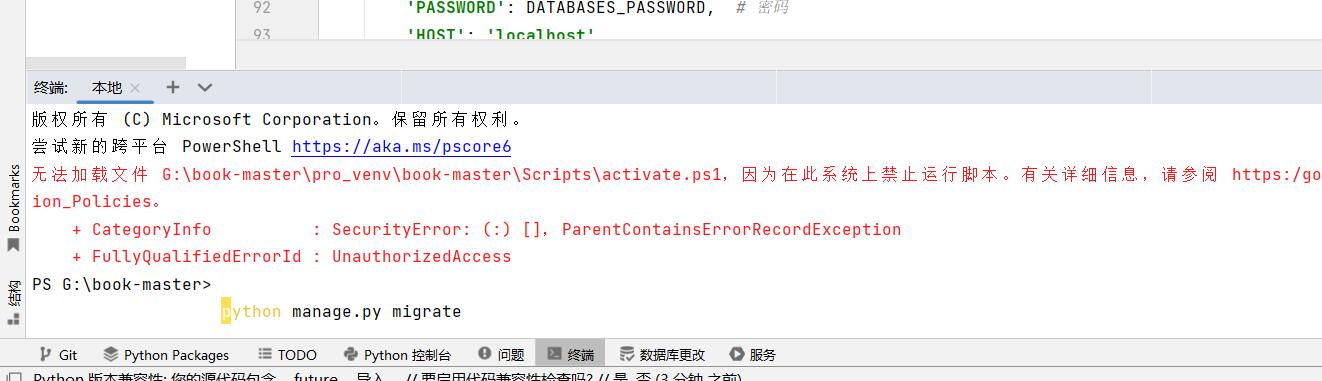 92 'PASSWORD': DATABASES_PASSWORD, # 密码
93 'HOST': 'localhost'
终端: 本地 × + ∨
版权所有 (C) Microsoft Corporation。保留所有权利。
尝试新的跨平台 PowerShell https://aka.ms/pscore6
无法加载文件 G:\book-master\pro_venv\book-master\Scripts\activate.ps1，因为在此系统上禁止运行脚本。有关详细信息，请参阅 https:/go
ion_Policies。
+ CategoryInfo : SecurityError: (:) []，ParentContainsErrorRecordException
+ FullyQualifiedErrorId : UnauthorizedAccess
PS G:\book-master>
python manage.py migrate
Bookmarks
结构
Git Python Packages TODO Python 控制台 问题 终端 数据库更改 服务
Python 版本兼容性: 您的源代码包含 __future__ 导入。 // 要启用代码兼容性检查吗? // 是 否 (3 分钟 之前)